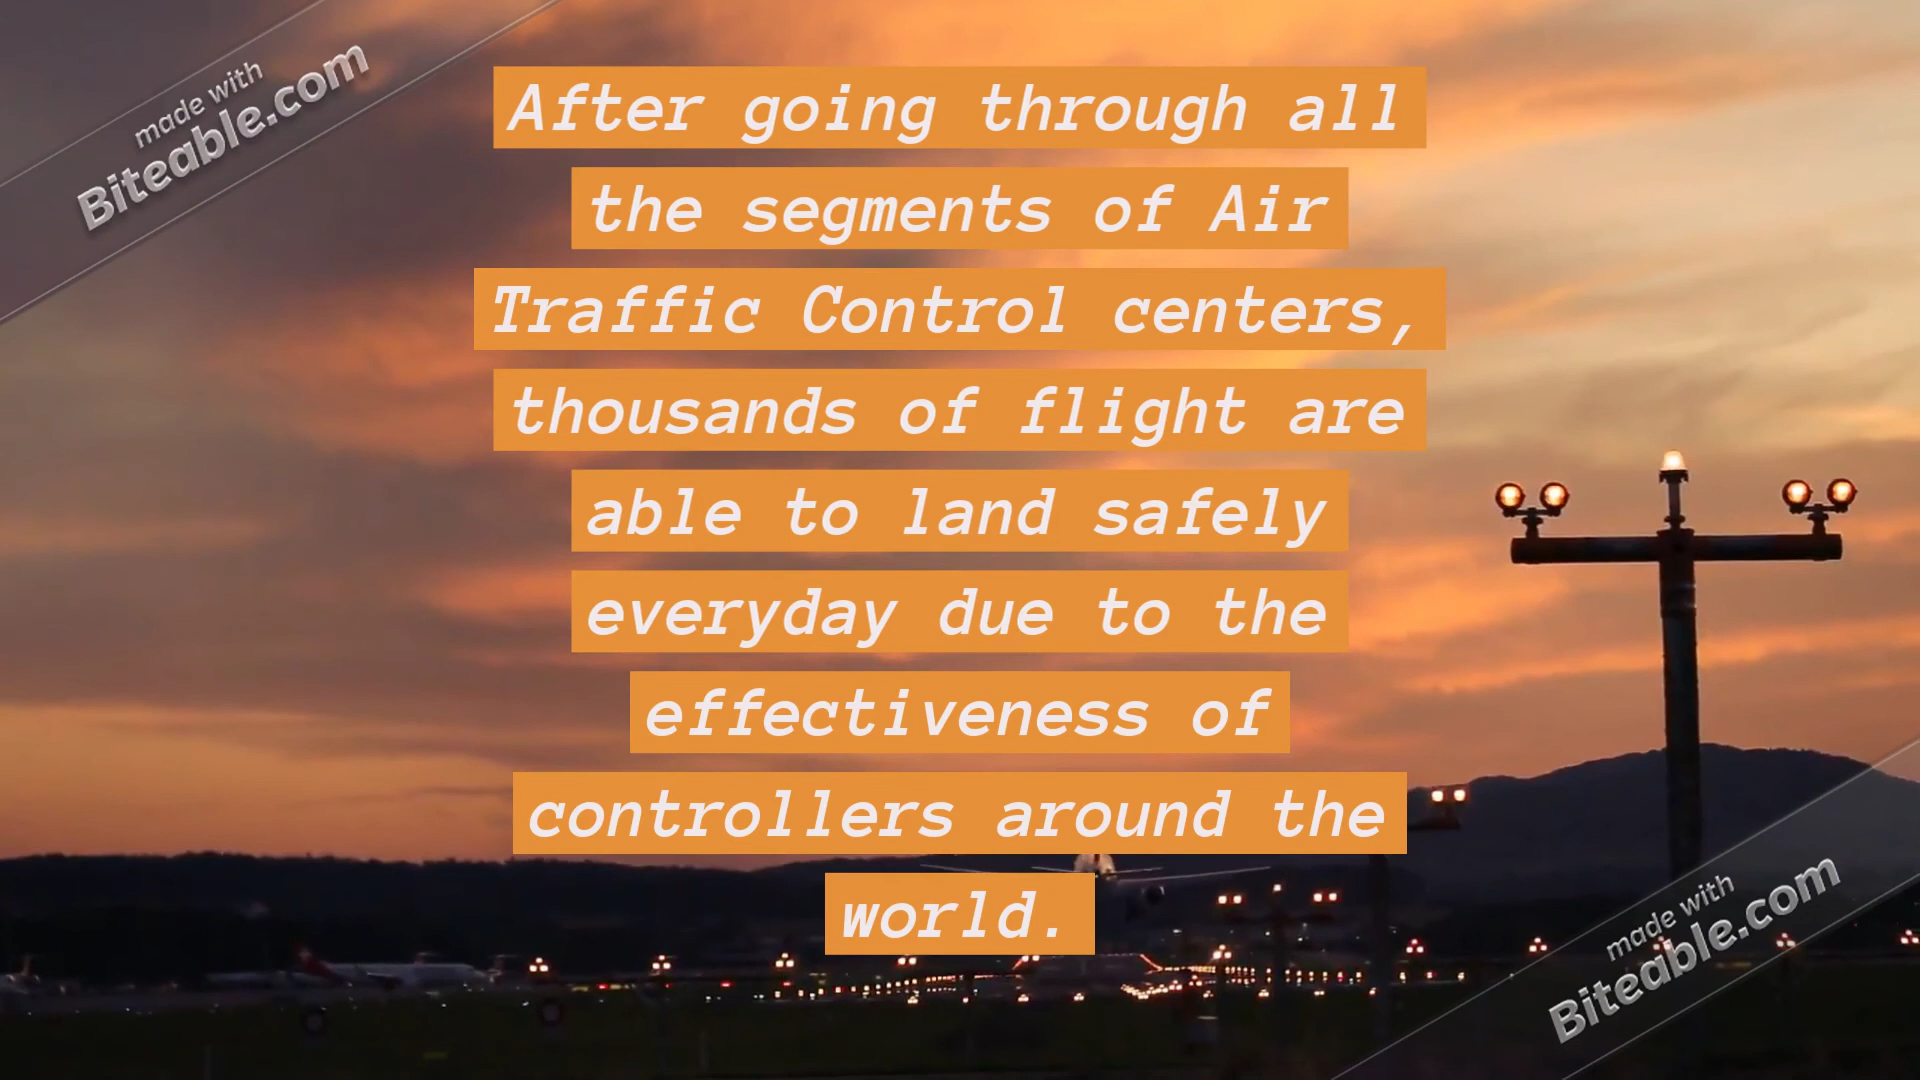 made with
Biteable.com
After going through all
the segments of Air
Traffic Control centers,
thousands of flight are
able to land safely
everyday due to the
effectiveness of
controllers around the
world.
made with
Biteable.com